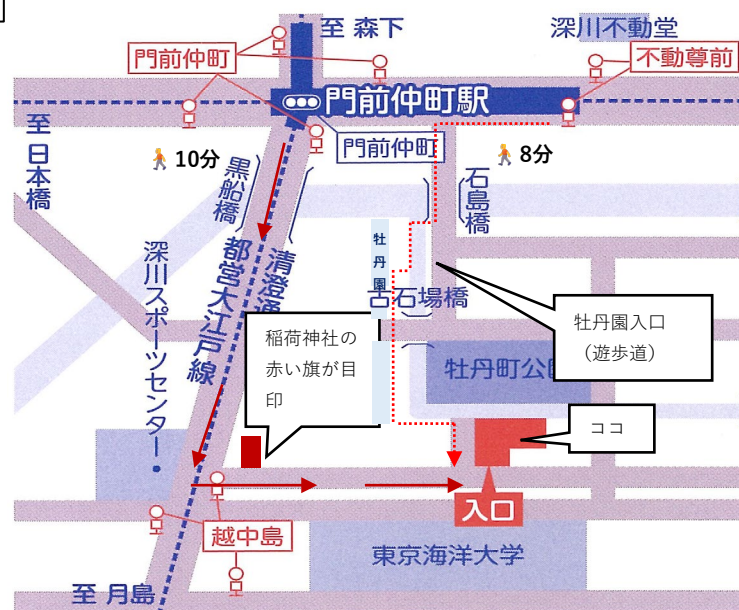 至 森下
深川不動堂
門前仲町
不動尊前
門前仲町駅
至 日本橋
門前仲町
10分
8分
黒船橋
石島橋
牡丹園
清澄通
都営大江戸線
古石場橋
深川スポーツセンター・
稲荷神社の
赤い旗が目
印
牡丹園入口
(遊歩道)
牡丹町公
ココ
入口
越中島
東京海洋大学
至 月島